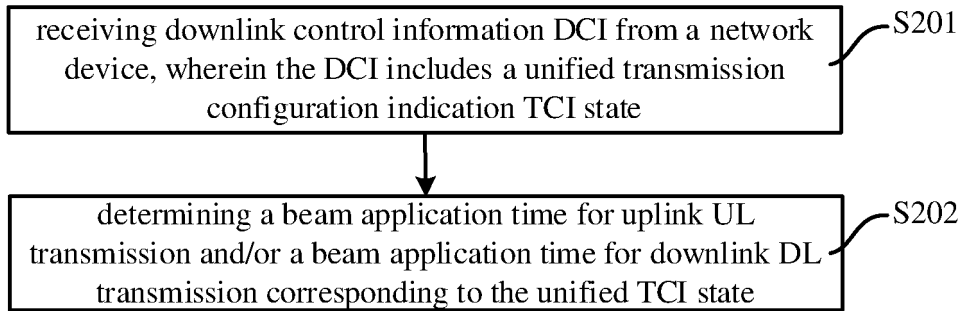 receiving downlink control information DCI from a network
device, wherein the DCI includes a unified transmission
configuration indication TCI state
S201
determining a beam application time for uplink UL
transmission and/or a beam application time for downlink DL
transmission corresponding to the unified TCI state
S202